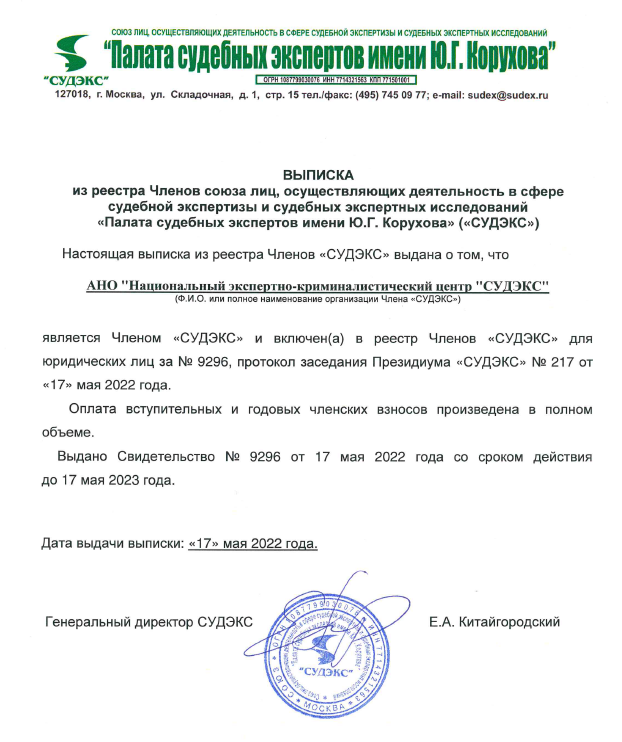 СОЮЗ ЛИЦ, ОСУЩЕСТВЛЯЮЩИХ ДЕЯТЕЛЬНОСТЬ В СФЕРЕ СУДЕБНОЙ ЭКСПЕРТИЗЫ И СУДЕБНЫХ ЭКСПЕРТНЫХ ИССЛЕДОВАНИЙ
"Палата судебных экспертов имени Ю.Г. Корухова"
"СУДЭКС"
ОГРН 1087799030076 ИНН 7714321563 КПП 771501001
127018, г. Москва, ул. Складочная, д. 1, стр. 15 тел./факс: (495) 745 09 77; e-mail: sudex@sudex.ru
ВЫПИСКА
из реестра Членов союза лиц, осуществляющих деятельность в сфере
судебной экспертизы и судебных экспертных исследований
«Палата судебных экспертов имени Ю.Г. Корухова» («СУДЭКС»)
Настоящая выписка из реестра Членов «СУДЭКС» выдана о том, что
АНО "Национальный экспертно-криминалистический центр "СУДЭКС"
(Ф.И.О. или полное наименование организации Члена «СУДЭКС»)
является Членом «СУДЭКС» и включен(а) в реестр Членов «СУДЭКС» для
юридических лиц за № 9296, протокол заседания Президиума «СУДЭКС» № 217 от
«17» мая 2022 года.
Оплата вступительных и годовых членских взносов произведена в полном
объеме.
Выдано Свидетельство № 9296 от 17 мая 2022 года со сроком действия
до 17 мая 2023 года.
Дата выдачи выписки: «17» мая 2022 года.
Генеральный директор СУДЭКС
Е.А. Китайгородский
СОЮЗ * ОГРН 1087799030076 * ИНН 7714321563
* МОСКВА *
"СУДЭКС"